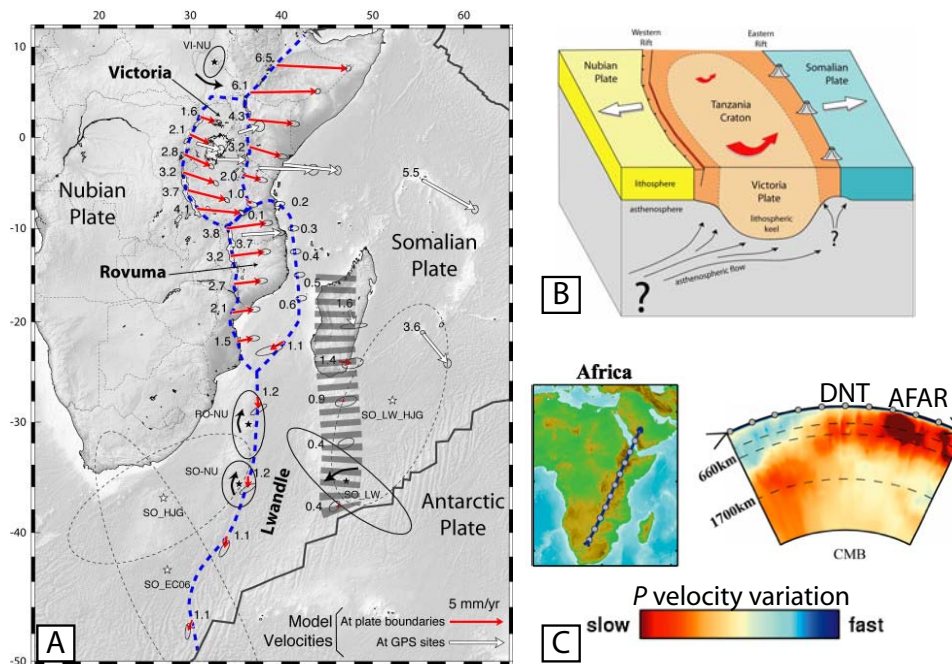 20
30
40
50
60
10
VI-NU
6.5
Victoria
6.1
1.6
4.3
0
2.1
3.2
2.8
5.5
3.2
2.0
Nubian
Plate
3.7
1.0
0.2
4.1
0.1
-10
3.8
0.3
Somalian
Plate
3.7
Rovuma
3.2
0.4
2.7
0.5
1.6
2.1
0.6
-20
3.6
1.5
1.1
1.4
1.2
0.9
SO_LW_HJG
-30
RO-NU
0.4
SO-NU
1.2
SO_LW
Lwandle
SO_HJG
0.4
Antarctic
Plate
-40
1.1
SO_EC06
1.1
5 mm/yr
Model
Velocities
At plate boundaries
At GPS sites
A
Western
Rift
Eastern
Rift
Nubian
Plate
Somalian
Plate
Tanzania
Craton
lithosphere
Victoria
Plate
asthenosphere
lithospheric
keel
?
asthenospheric flow
?
B
Africa
DNT
AFAR
660km
1700km
CMB
P velocity variation
slow
fast
C